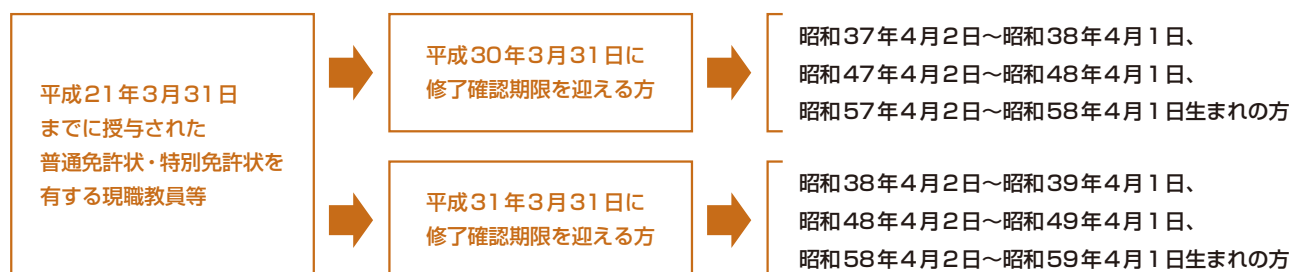 平成21年3月31日
までに授与された
普通免許状・特別免許状を
有する現職教員等
平成30年3月31日に
修了確認期限を迎える方
昭和37年4月2日～昭和38年4月1日、
昭和47年4月2日～昭和48年4月1日、
昭和57年4月2日～昭和58年4月1日生まれの方
平成31年3月31日に
修了確認期限を迎える方
昭和38年4月2日～昭和39年4月1日、
昭和48年4月2日～昭和49年4月1日、
昭和58年4月2日～昭和59年4月1日生まれの方